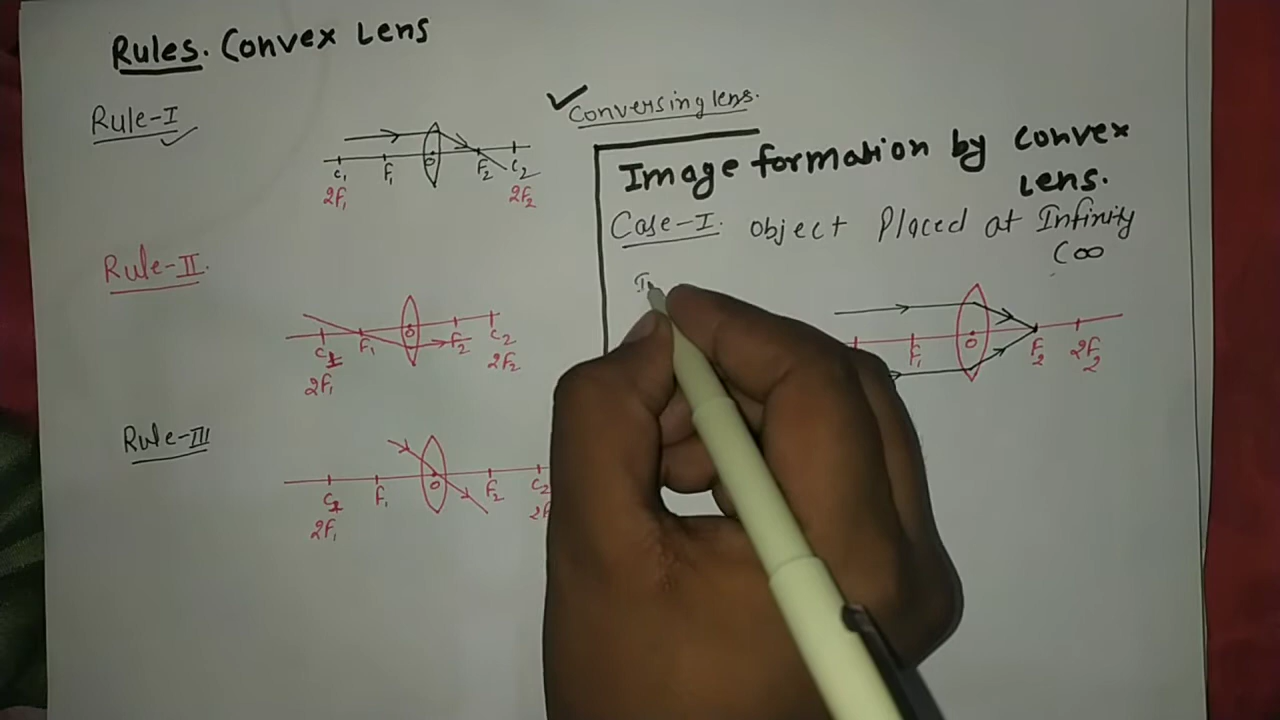 Rules. Convex Lens
Rule-I
C₁ F₁ O F₂ C₂
2F₁ 2F₂
Rule-II.
C₁ F₁ O F₂ C₂
2F₁ 2F₂
Rule-III
C₁ F₁ O F₂ C₂
2F₁
Conversing lens.
Image formation by convex
Lens.
Case-I. object Placed at Infinity
C∞
F₁ O F₂ 2F₂